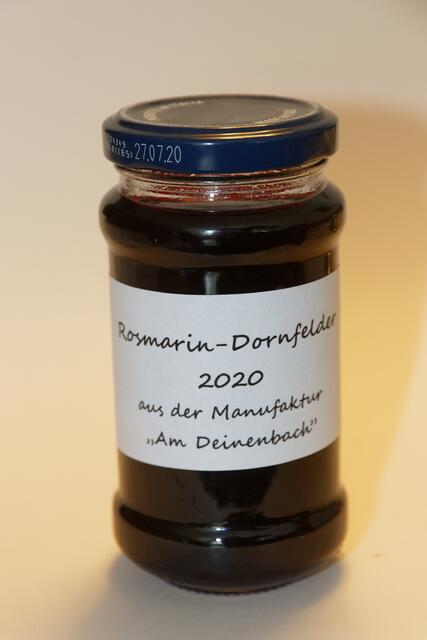 27.07.20
Rosmarin-Dornfelder
2020
aus der Manufaktur
„Am Deinenbach”